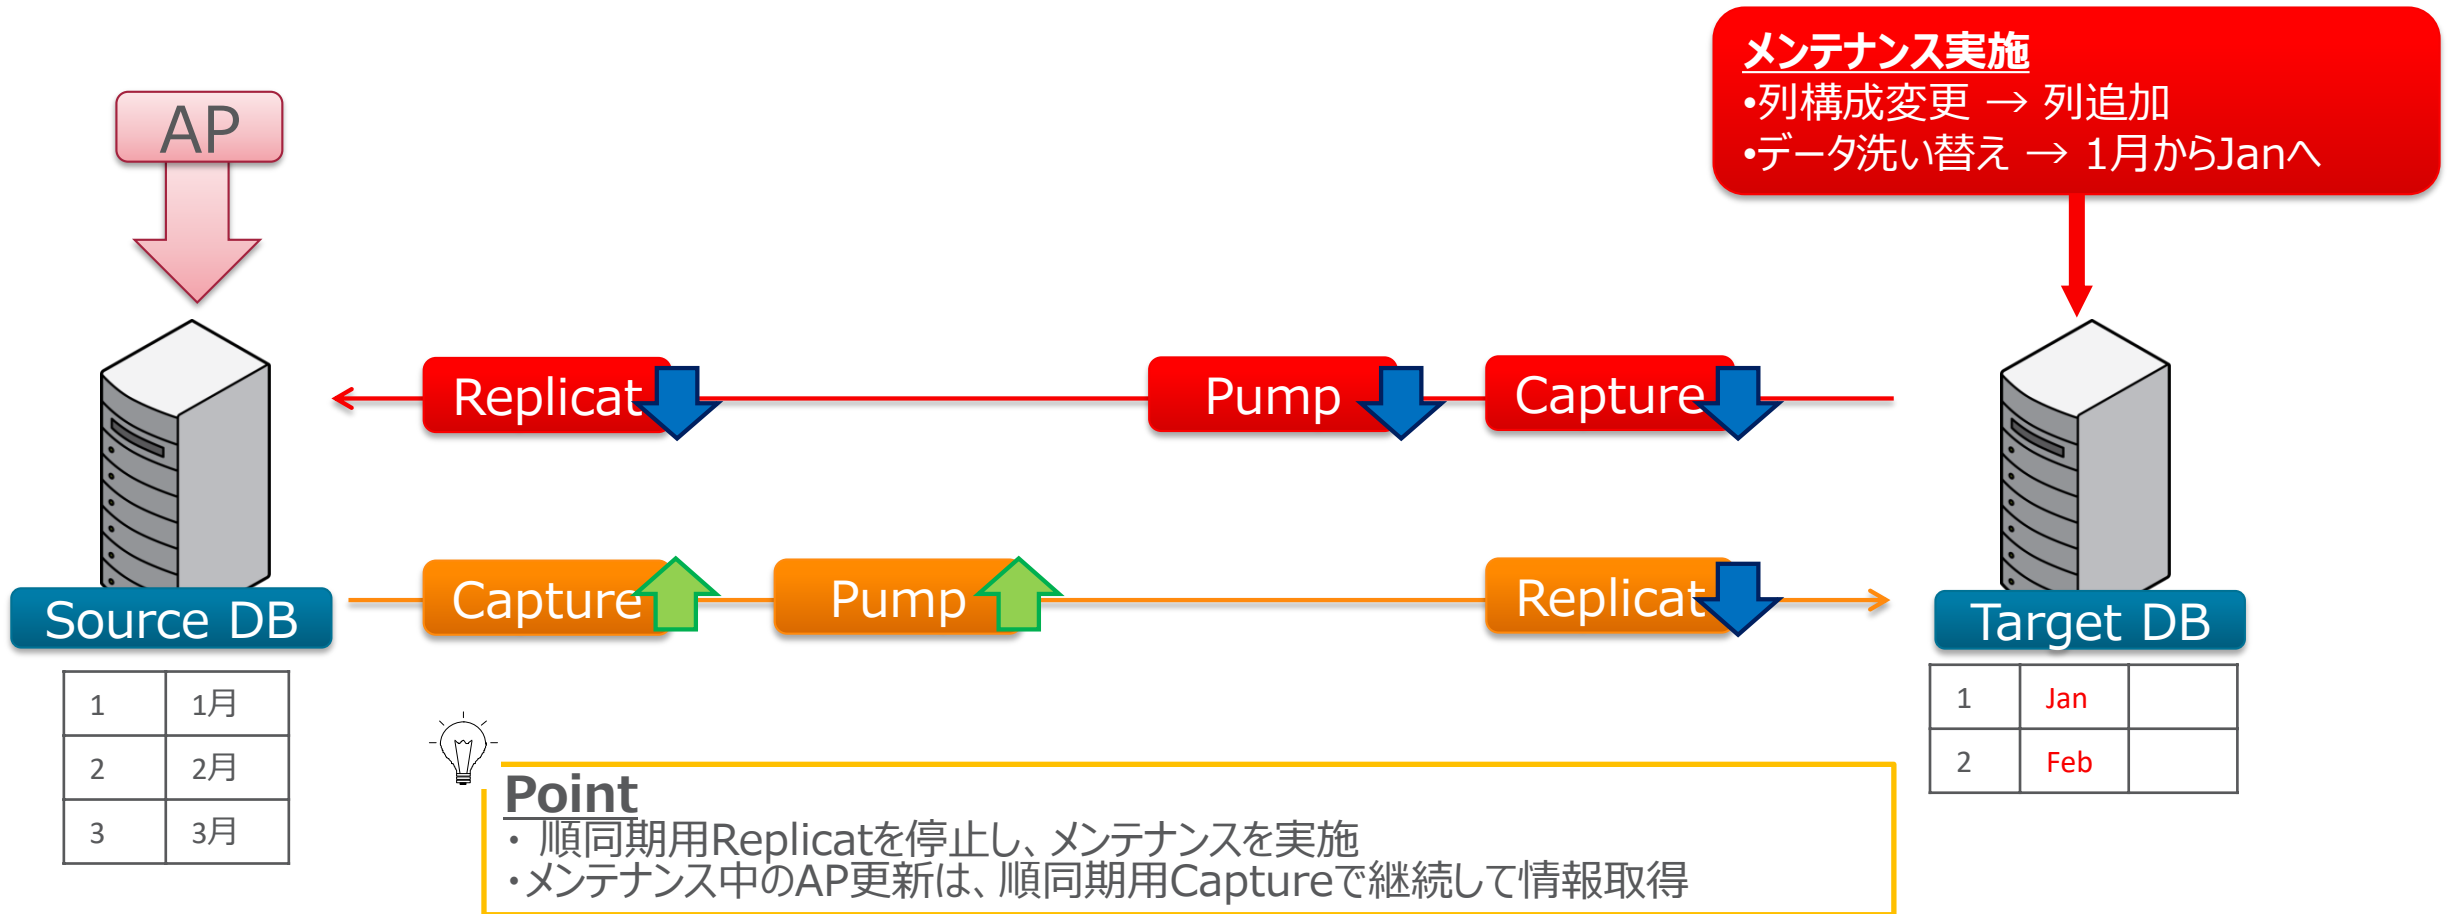 メンテナンス実施
•列構成変更 → 列追加
•データ洗い替え → 1月からJanへ
AP
Replicat
Pump
Capture
Capture
Pump
Replicat
Source DB
Target DB
1 1月
2 2月
3 3月
1 Jan
2 Feb
Point
・ 順同期用Replicatを停止し、メンテナンスを実施
・メンテナンス中のAP更新は、順同期用Captureで継続して情報取得